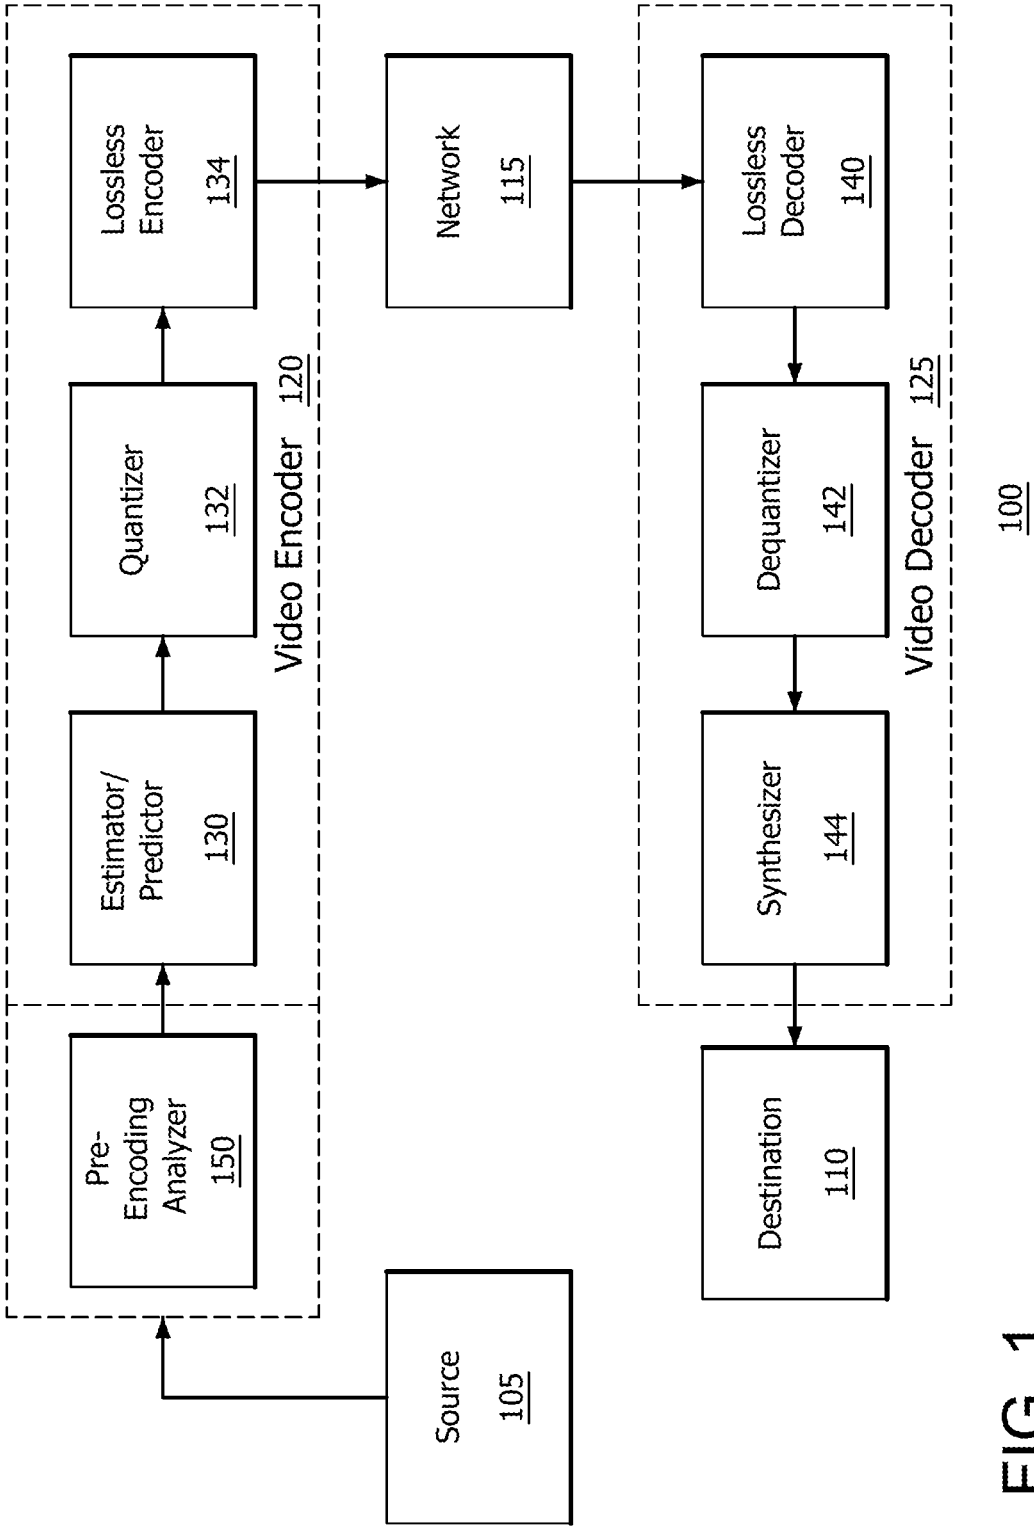 Pre-
Encoding
Analyzer
150
Estimator/
Predictor
130
Quantizer
132
Lossless
Encoder
134
Video Encoder 120
Source
105
Network
115
Destination
110
Synthesizer
144
Dequantizer
142
Lossless
Decoder
140
Video Decoder 125
100
FIG. 1